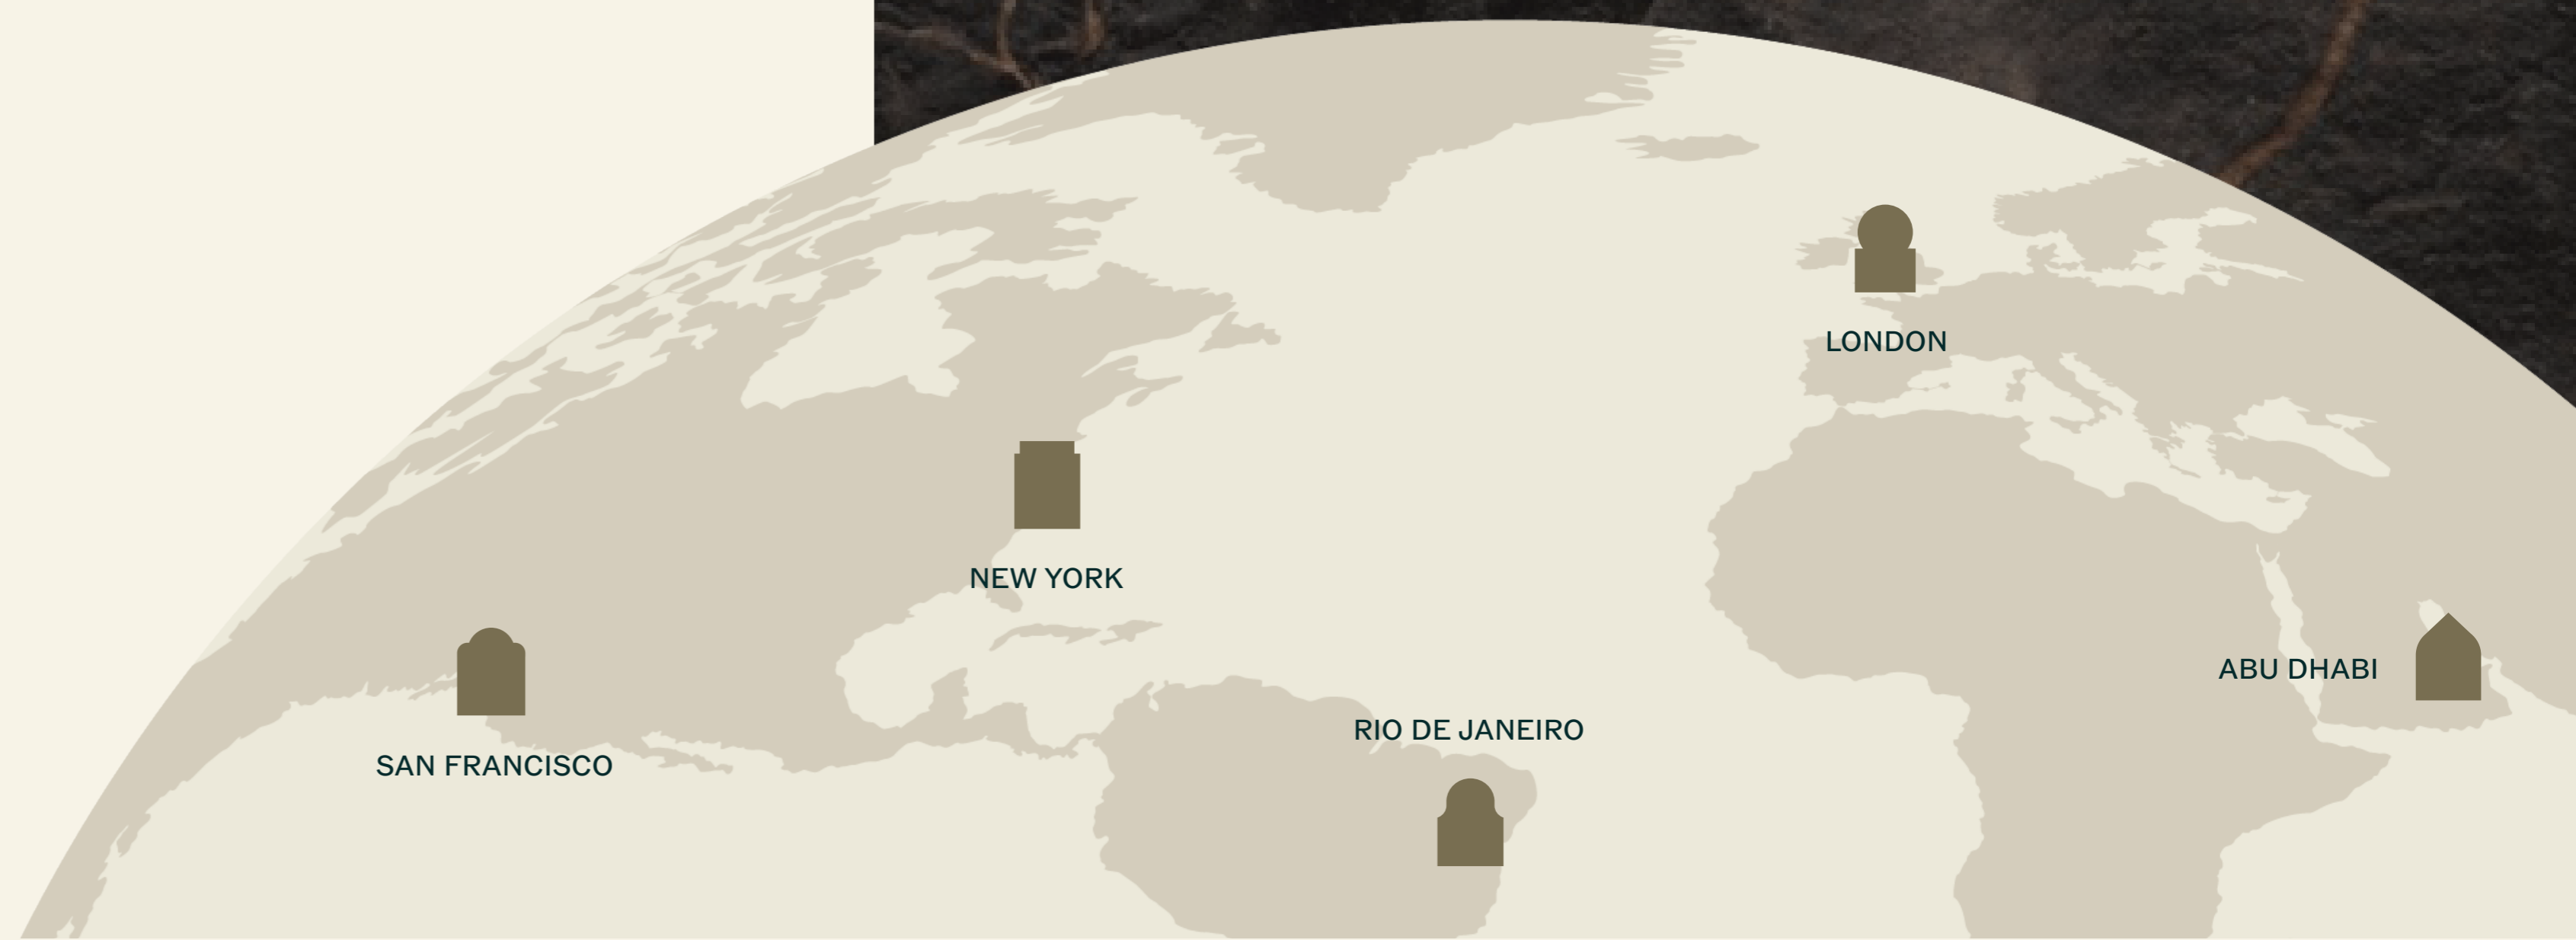 LONDON
NEW YORK
ABU DHABI
RIO DE JANEIRO
SAN FRANCISCO